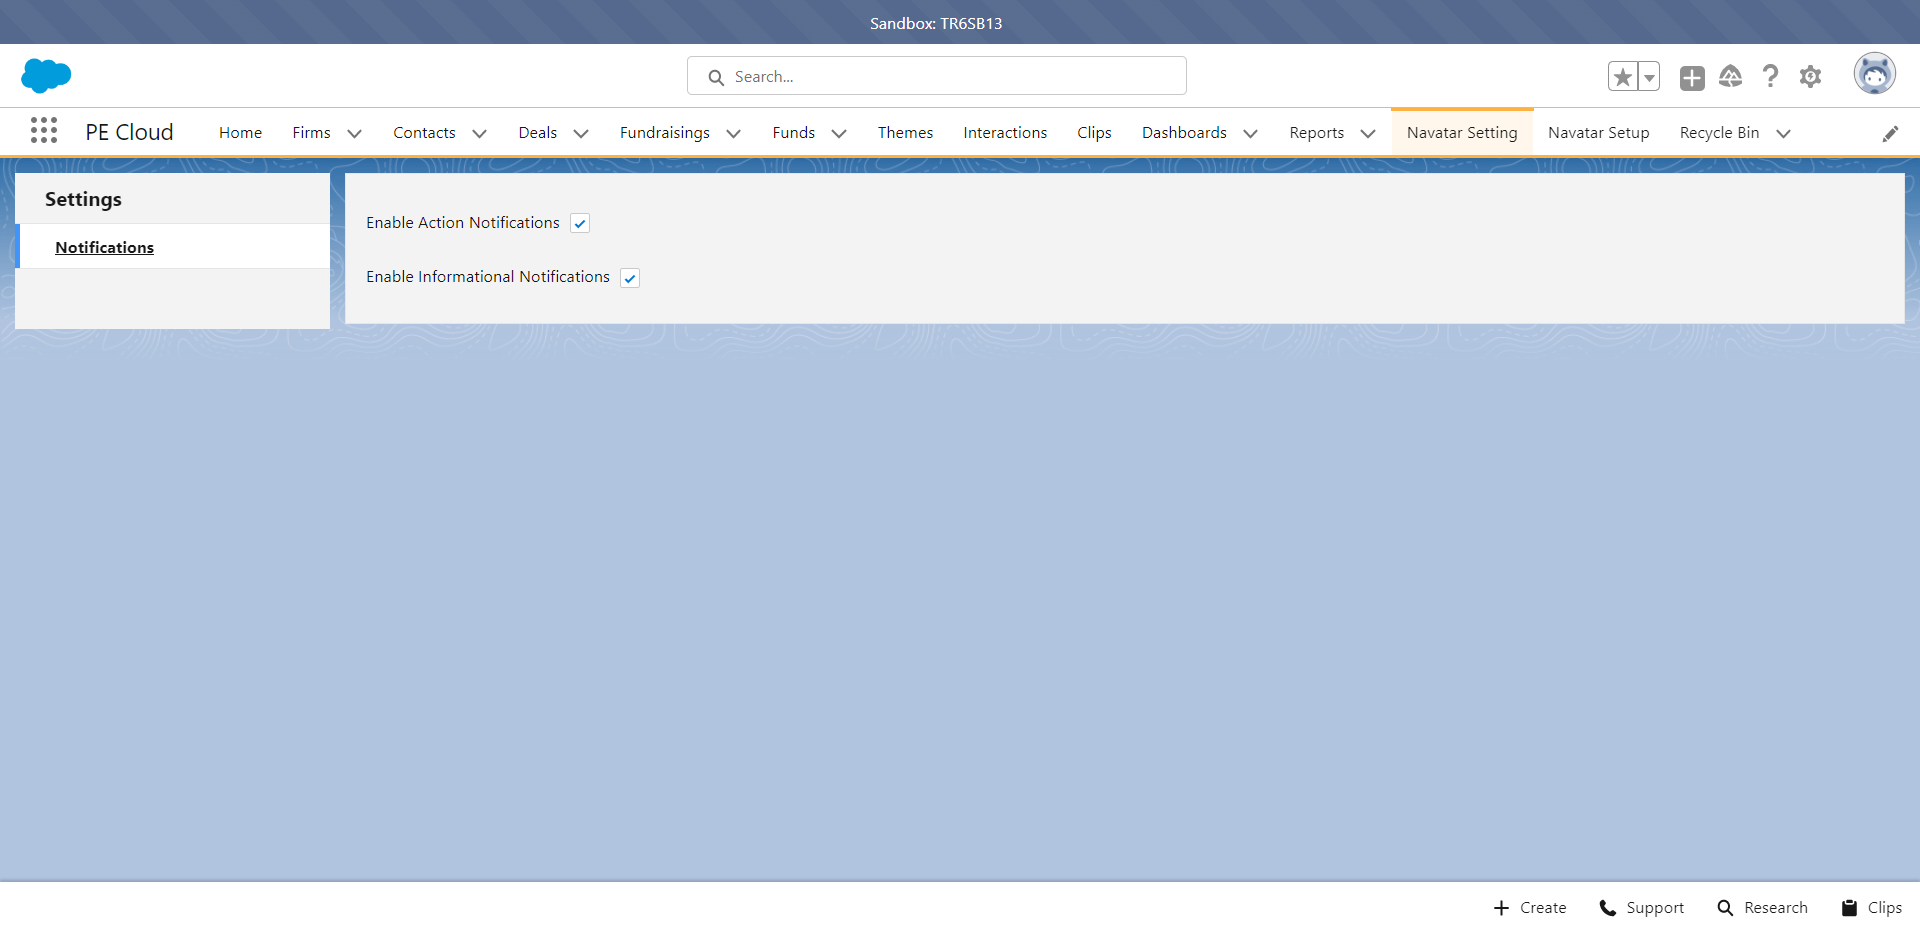 Sandbox: TR6SB13
Search...
PE Cloud Home Firms Contacts Deals Fundraisings Funds Themes Interactions Clips Dashboards Reports Navatar Setting Navatar Setup Recycle Bin
Settings
Notifications
Enable Action Notifications
Enable Informational Notifications
Create Support Research Clips